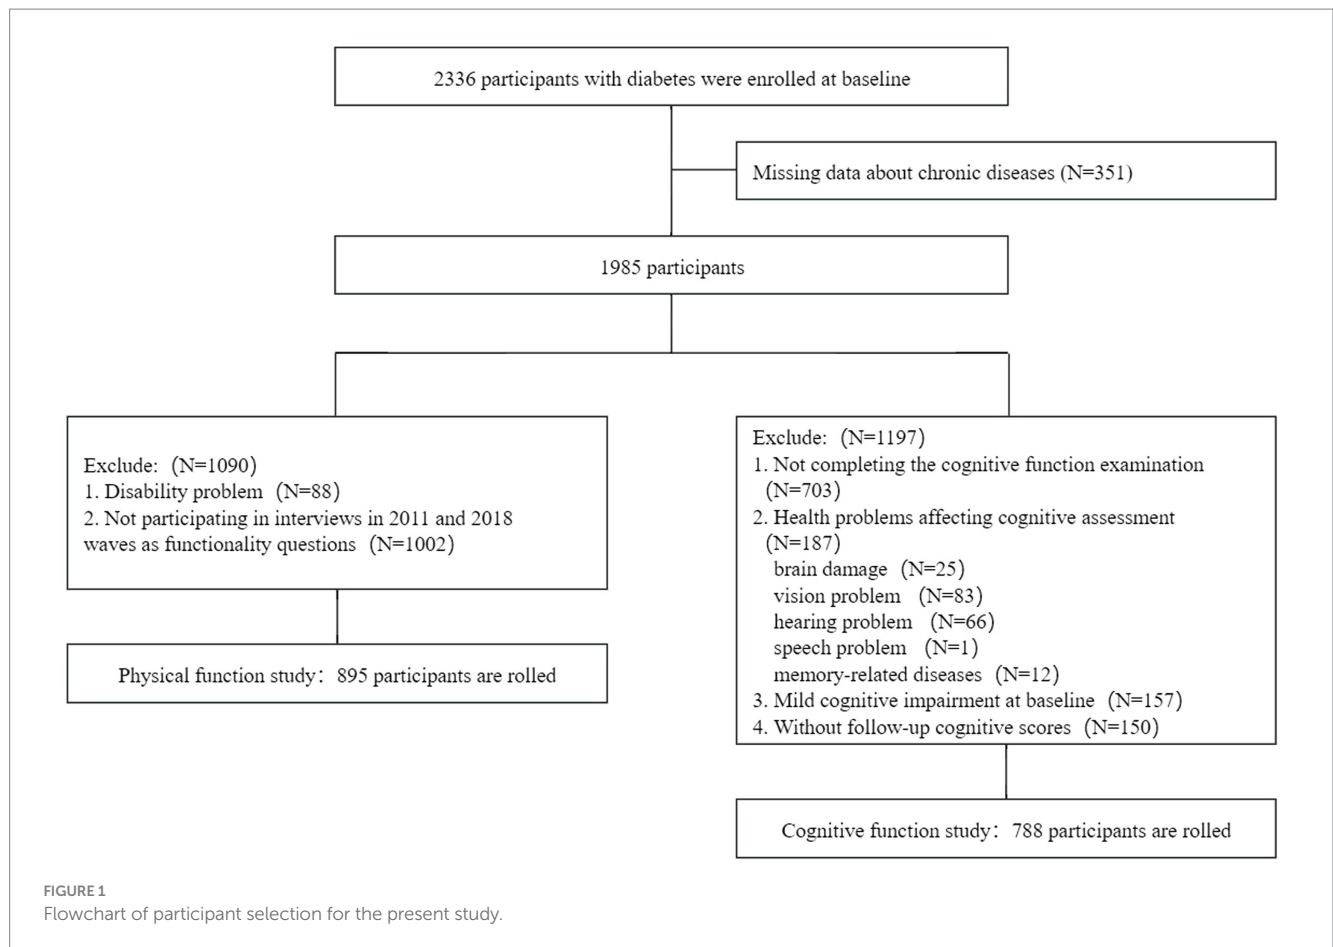 2336 participants with diabetes were enrolled at baseline
Missing data about chronic diseases (N=351)
1985 participants
Exclude: (N=1090)
1. Disability problem (N=88)
2. Not participating in interviews in 2011 and 2018
waves as functionality questions (N=1002)
Physical function study: 895 participants are rolled
Exclude: (N=1197)
1. Not completing the cognitive function examination
(N=703)
2. Health problems affecting cognitive assessment
(N=187)
brain damage (N=25)
vision problem (N=83)
hearing problem (N=66)
speech problem (N=1)
memory-related diseases (N=12)
3. Mild cognitive impairment at baseline (N=157)
4. Without follow-up cognitive scores (N=150)
Cognitive function study: 788 participants are rolled
FIGURE 1
Flowchart of participant selection for the present study.